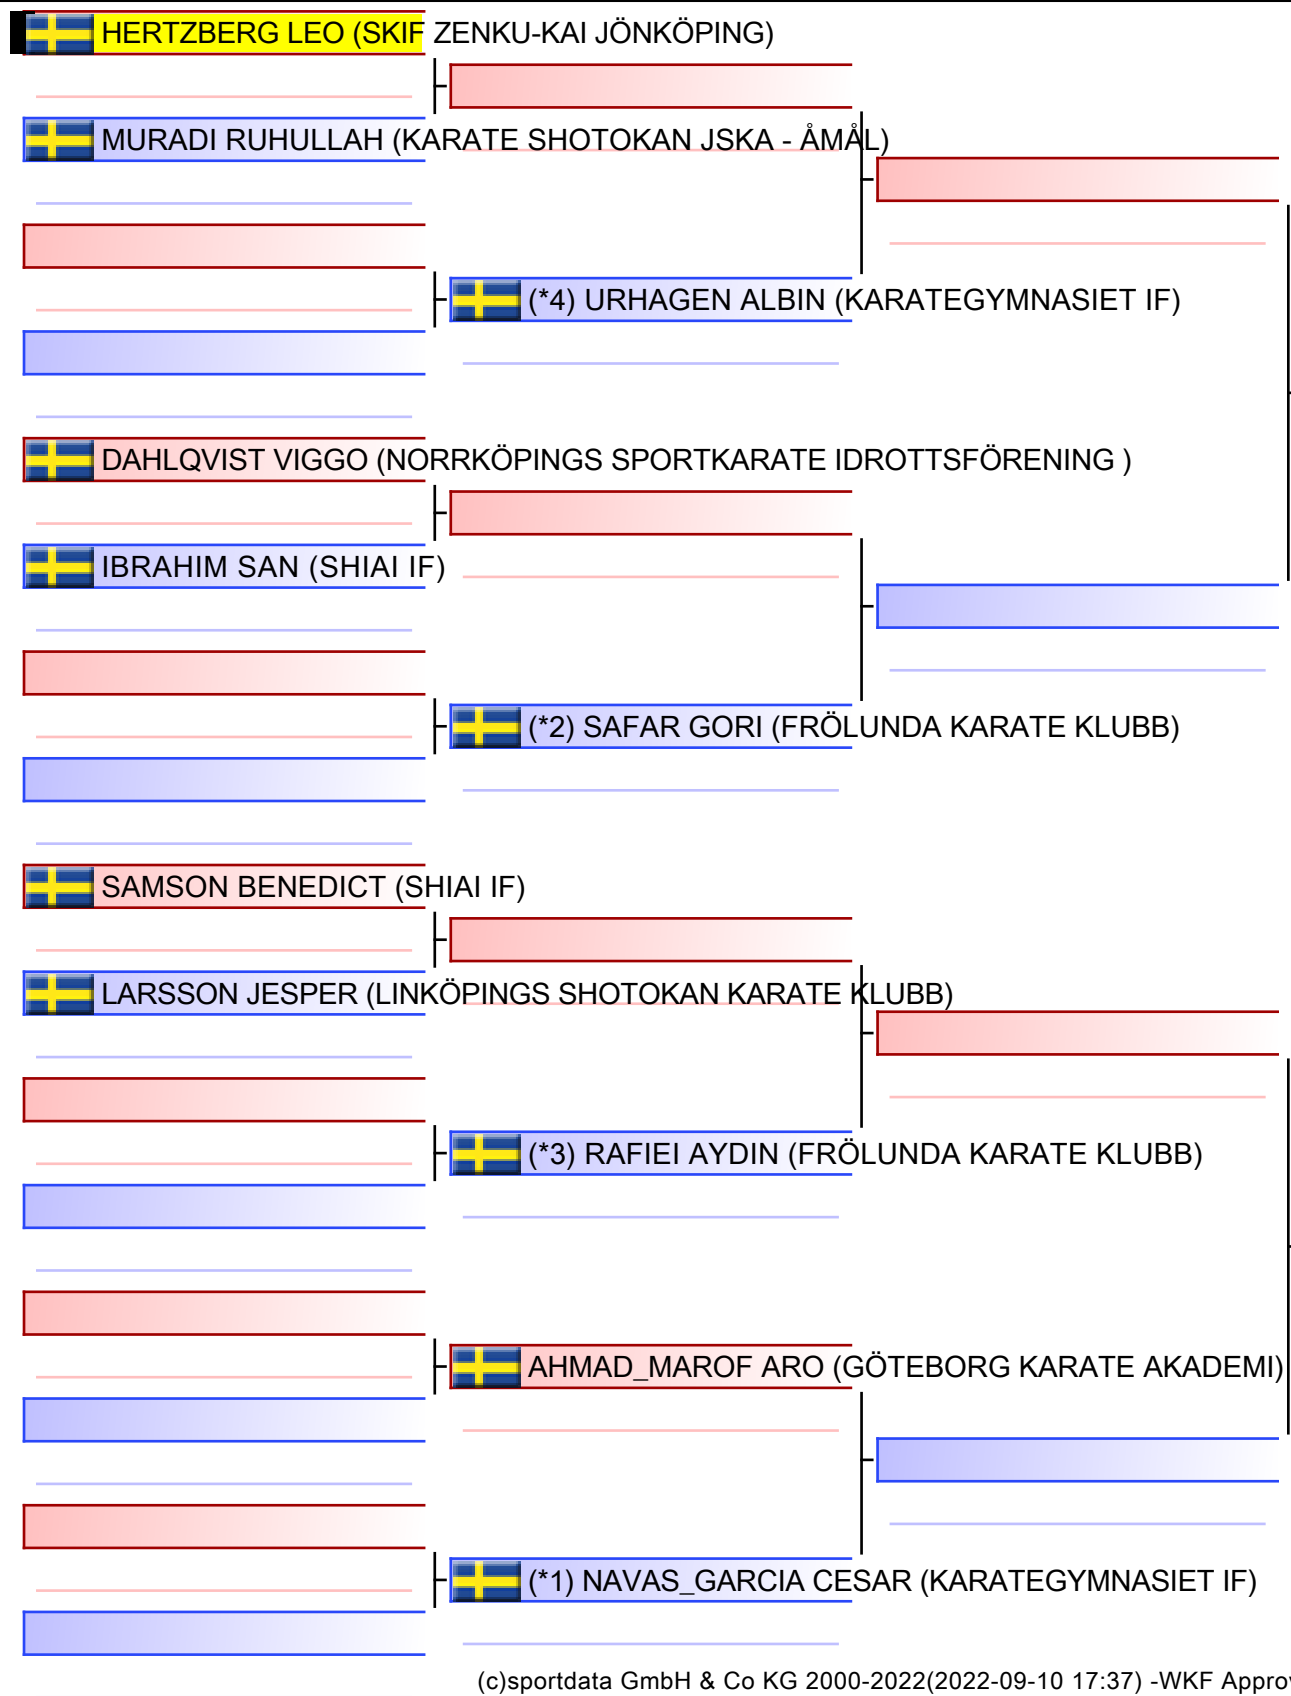 HERTZBERG LEO (SKIF ZENKU-KAI JÖNKÖPING)
MURADI RUHULLAH (KARATE SHOTOKAN JSKA - ÅMÅL)
(*4) URHAGEN ALBIN (KARATEGYMNASIET IF)
DAHLQVIST VIGGO (NORRKÖPINGS SPORTKARATE IDROTTSFÖRENING )
IBRAHIM SAN (SHIAI IF)
(*2) SAFAR GORI (FRÖLUNDA KARATE KLUBB)
SAMSON BENEDICT (SHIAI IF)
LARSSON JESPER (LINKÖPINGS SHOTOKAN KARATE KLUBB)
(*3) RAFIEI AYDIN (FRÖLUNDA KARATE KLUBB)
AHMAD_MAROF ARO (GÖTEBORG KARATE AKADEMI)
(*1) NAVAS_GARCIA CESAR (KARATEGYMNASIET IF)
(c)sportdata GmbH & Co KG 2000-2022(2022-09-10 17:37) -WKF Approv